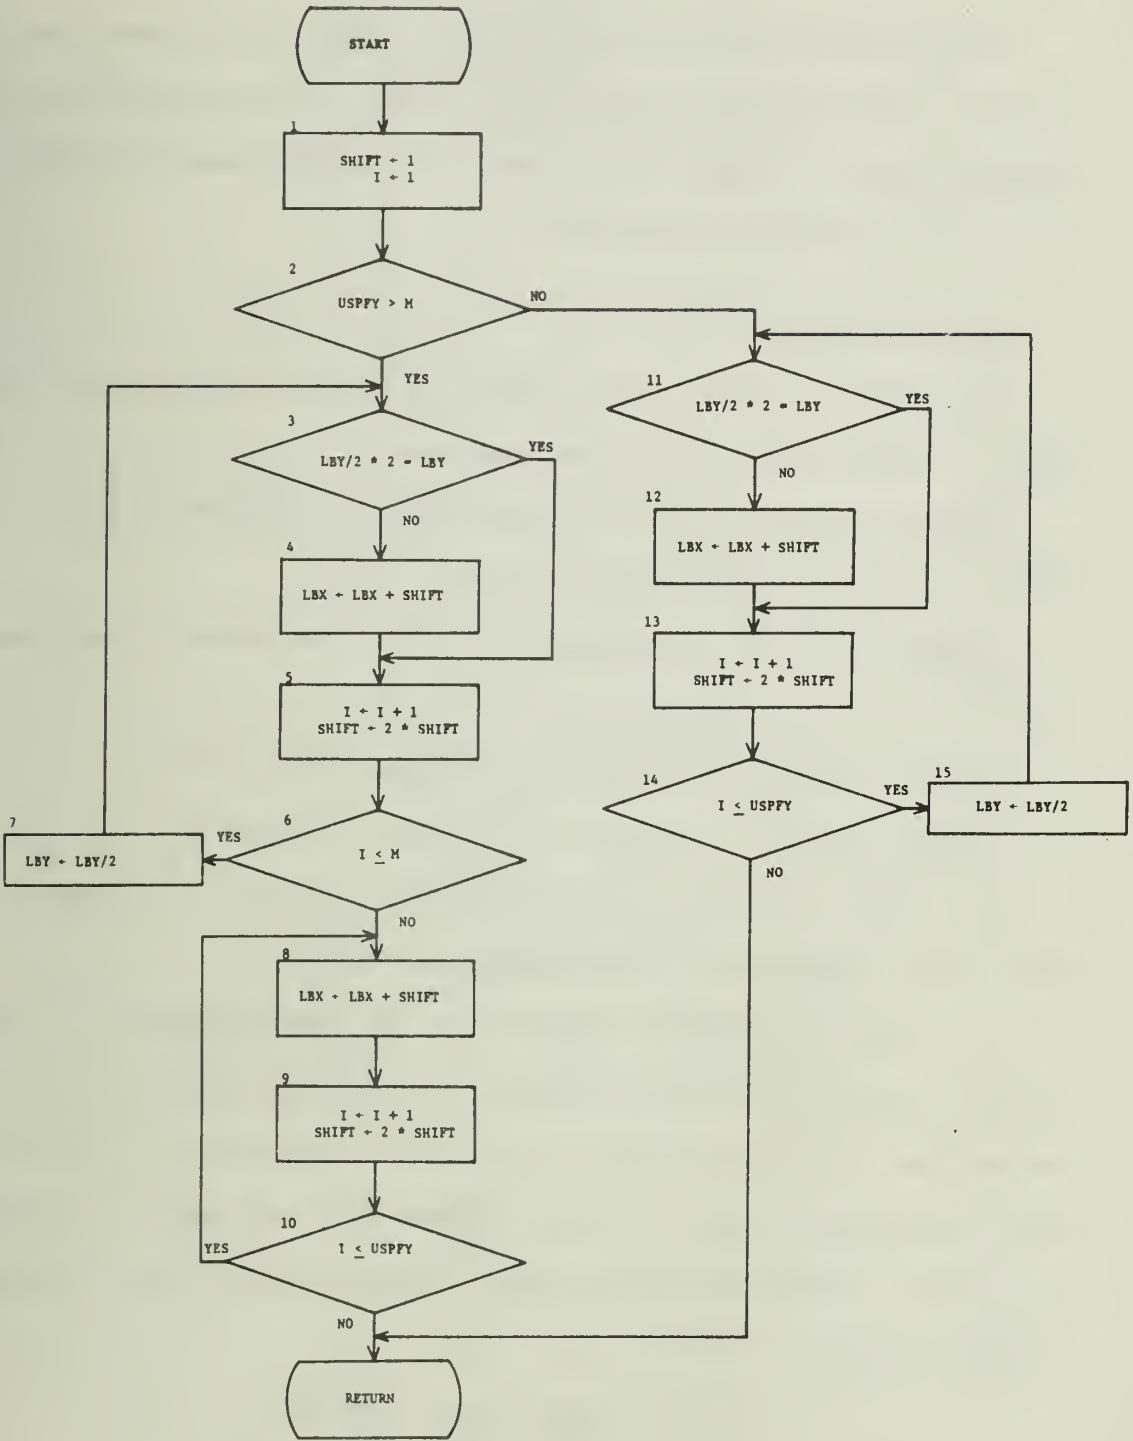 START
1
SHIFT ← 1
I ← 1
2
USPFY > M
NO
YES
3
LBY/2 * 2 = LBY
YES
NO
4
LBX ← LBX + SHIFT
5
I ← I + 1
SHIFT ← 2 * SHIFT
6
I ≤ M
YES
7
LBY ← LBY/2
NO
8
LBX ← LBX + SHIFT
9
I ← I + 1
SHIFT ← 2 * SHIFT
10
I ≤ USPFY
YES
NO
RETURN
11
LBY/2 * 2 = LBY
YES
NO
12
LBX ← LBX + SHIFT
13
I ← I + 1
SHIFT ← 2 * SHIFT
14
I ≤ USPFY
YES
15
LBY ← LBY/2
NO